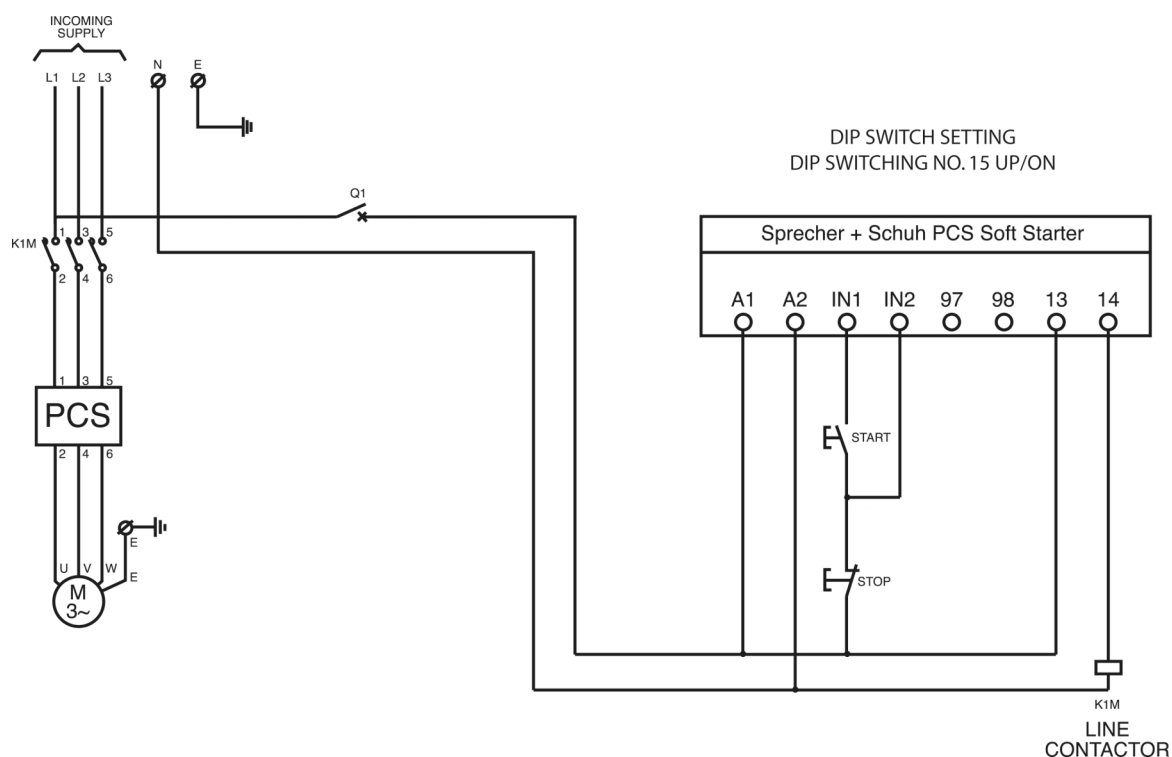 INCOMING
SUPPLY
L1 L2 L3 N E
DIP SWITCH SETTING
DIP SWITCHING NO. 15 UP/ON
Q1
1 3 5
K1M
2 4 6
Sprecher + Schuh PCS Soft Starter
A1 A2 IN1 IN2 97 98 13 14
1 3 5
PCS
2 4 6
START
E
U V W E
M
3~
STOP
K1M
LINE
CONTACTOR